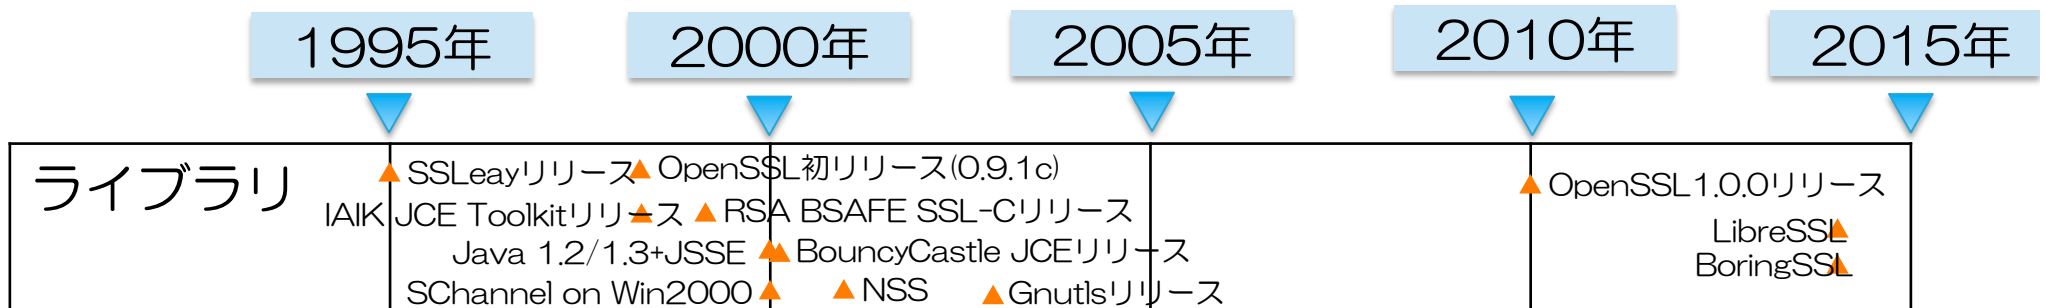 1995年 2000年 2005年 2010年 2015年
ライブラリ
SSLeayリリース OpenSSL初リリース(0.9.1c) OpenSSL1.0.0リリース
IAIK JCE Toolkitリリース RSA BSAFE SSL-Cリリース
LibreSSL
Java 1.2/1.3+JSSE BouncyCastle JCEリリース
BoringSSL
SChannel on Win2000 NSS Gnutlsリリース